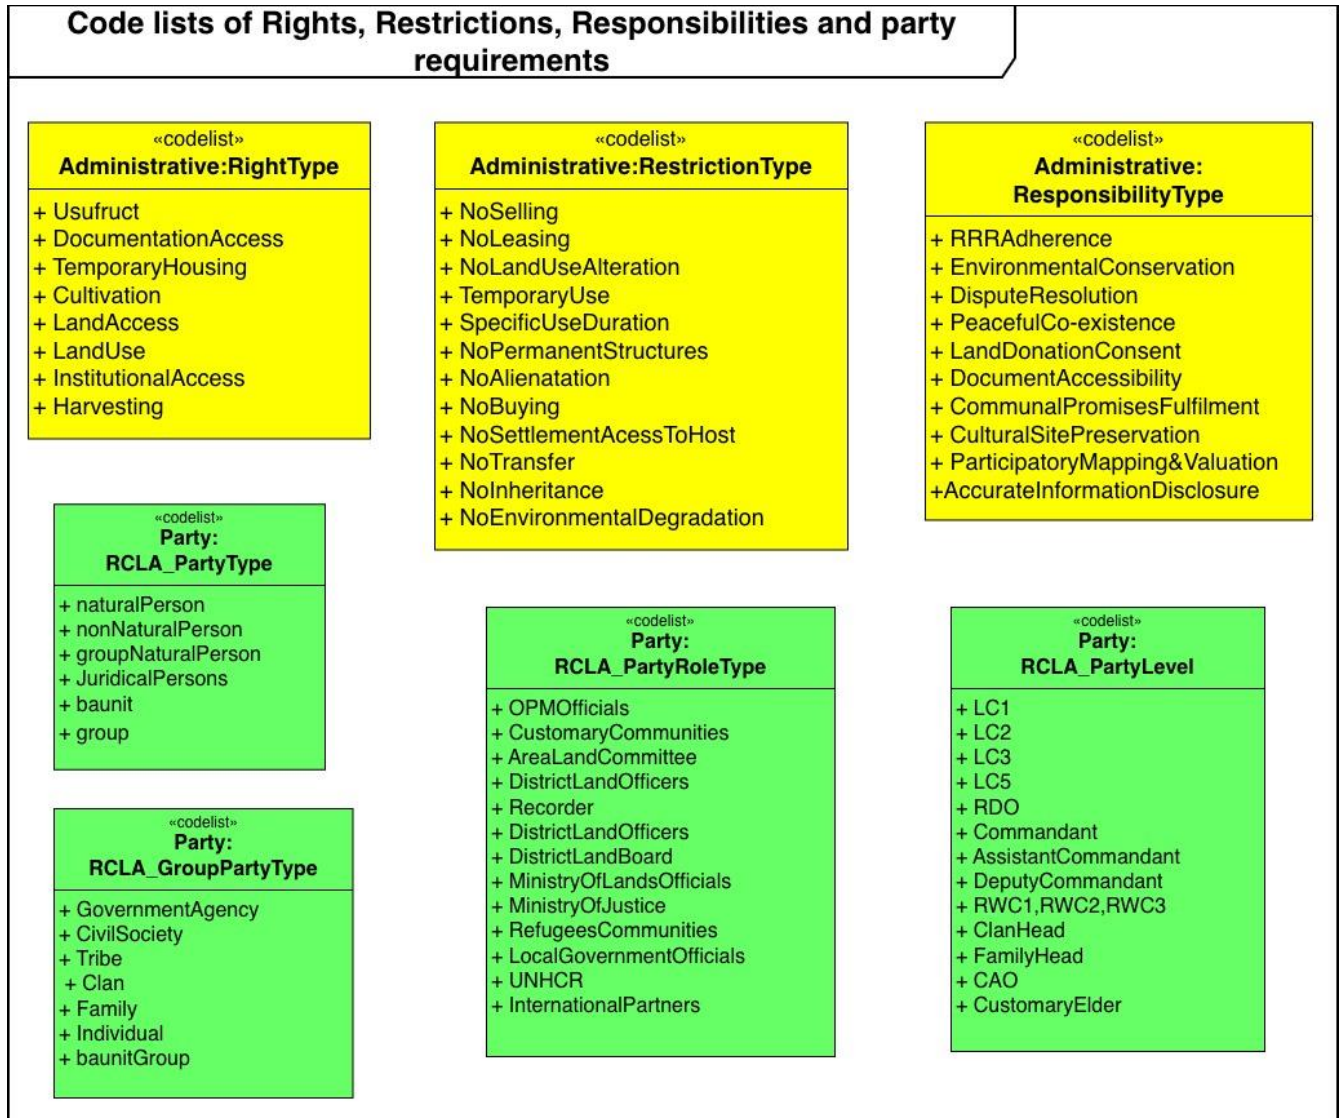 Code lists of Rights, Restrictions, Responsibilities and party
requirements
«codelist»
Administrative:RightType
+ Usufruct
+ DocumentationAccess
+ TemporaryHousing
+ Cultivation
+ LandAccess
+ LandUse
+ InstitutionalAccess
+ Harvesting
«codelist»
Administrative:RestrictionType
+ NoSelling
+ NoLeasing
+ NoLandUseAlteration
+ TemporaryUse
+ SpecificUseDuration
+ NoPermanentStructures
+ NoAlienatation
+ NoBuying
+ NoSettlementAcessToHost
+ NoTransfer
+ NoInheritance
+ NoEnvironmentalDegradation
«codelist»
Administrative:
ResponsibilityType
+ RRRAdherence
+ EnvironmentalConservation
+ DisputeResolution
+ PeacefulCo-existence
+ LandDonationConsent
+ DocumentAccessibility
+ CommunalPromisesFulfilment
+ CulturalSitePreservation
+ ParticipatoryMapping&Valuation
+AccurateInformationDisclosure
«codelist»
Party:
RCLA_PartyType
+ naturalPerson
+ nonNaturalPerson
+ groupNaturalPerson
+ JuridicalPersons
+ baunit
+ group
«codelist»
Party:
RCLA_PartyRoleType
+ OPMOfficials
+ CustomaryCommunities
+ AreaLandCommittee
+ DistrictLandOfficers
+ Recorder
+ DistrictLandOfficers
+ DistrictLandBoard
+ MinistryOfLandsOfficials
+ MinistryOfJustice
+ RefugeesCommunities
+ LocalGovernmentOfficials
+ UNHCR
+ InternationalPartners
«codelist»
Party:
RCLA_PartyLevel
+ LC1
+ LC2
+ LC3
+ LC5
+ RDO
+ Commandant
+ AssistantCommandant
+ DeputyCommandant
+ RWC1,RWC2,RWC3
+ ClanHead
+ FamilyHead
+ CAO
+ CustomaryElder
«codelist»
Party:
RCLA_GroupPartyType
+ GovernmentAgency
+ CivilSociety
+ Tribe
+ Clan
+ Family
+ Individual
+ baunitGroup